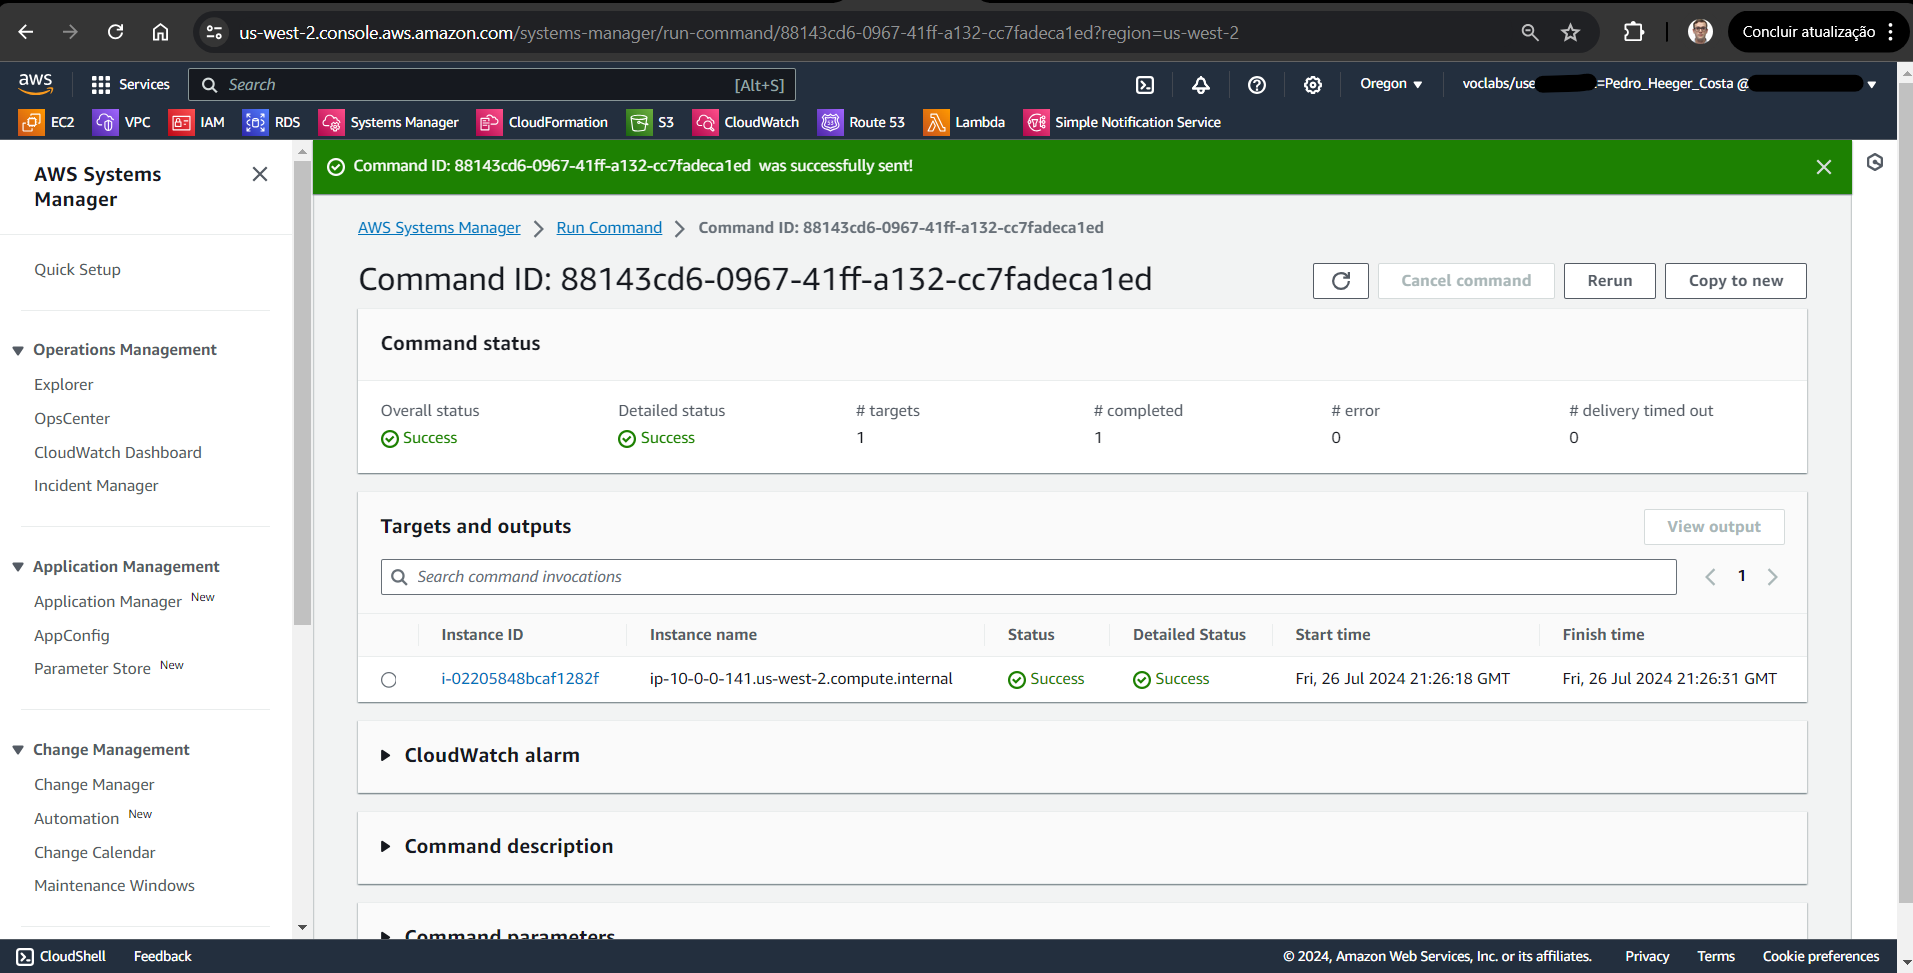 us-west-2.console.aws.amazon.com/systems-manager/run-command/88143cd6-0967-41ff-a132-cc7fadeca1ed?region=us-west-2
Concluir atualização
aws
Services
Search
[Alt+S]
Oregon
voclabs/use
=Pedro_Heeger_Costa @
EC2
VPC
IAM
RDS
Systems Manager
CloudFormation
S3
CloudWatch
Route 53
Lambda
Simple Notification Service
AWS Systems
Manager
Quick Setup
Operations Management
Explorer
OpsCenter
CloudWatch Dashboard
Incident Manager
Application Management
Application Manager New
AppConfig
Parameter Store New
Change Management
Change Manager
Automation New
Change Calendar
Maintenance Windows
Command ID: 88143cd6-0967-41ff-a132-cc7fadeca1ed was successfully sent!
AWS Systems Manager
Run Command
Command ID: 88143cd6-0967-41ff-a132-cc7fadeca1ed
Command ID: 88143cd6-0967-41ff-a132-cc7fadeca1ed
Cancel command
Rerun
Copy to new
Command status
Overall status
Success
Detailed status
Success
# targets
1
# completed
1
# error
0
# delivery timed out
0
Targets and outputs
View output
Search command invocations
1
Instance ID
Instance name
Status
Detailed Status
Start time
Finish time
i-02205848bcaf1282f
ip-10-0-0-141.us-west-2.compute.internal
Success
Success
Fri, 26 Jul 2024 21:26:18 GMT
Fri, 26 Jul 2024 21:26:31 GMT
CloudWatch alarm
Command description
Command parameters
CloudShell
Feedback
© 2024, Amazon Web Services, Inc. or its affiliates.
Privacy
Terms
Cookie preferences